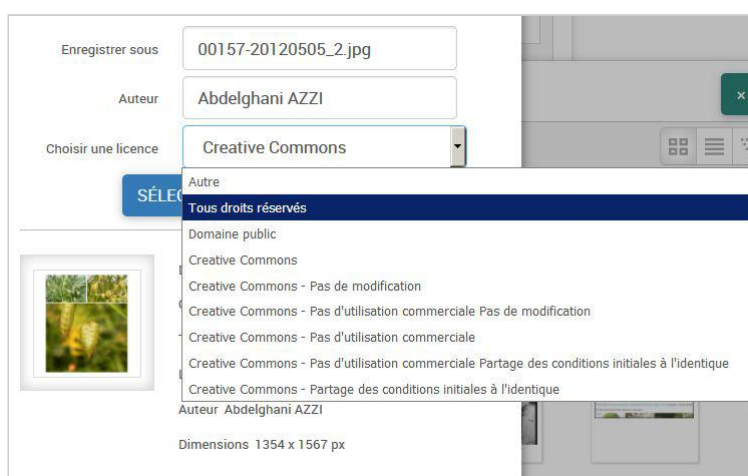 Enregistrer sous 00157-20120505_2.jpg
Auteur Abdelghani AZZI
Choisir une licence Creative Commons
SÉLE
Autre
Tous droits réservés
Domaine public
Creative Commons
Creative Commons - Pas de modification
Creative Commons - Pas d'utilisation commerciale Pas de modification
Creative Commons - Pas d'utilisation commerciale
Creative Commons - Pas d'utilisation commerciale Partage des conditions initiales à l'identique
Creative Commons - Partage des conditions initiales à l'identique
Auteur Abdelghani AZZI
Dimensions 1354 x 1567 px